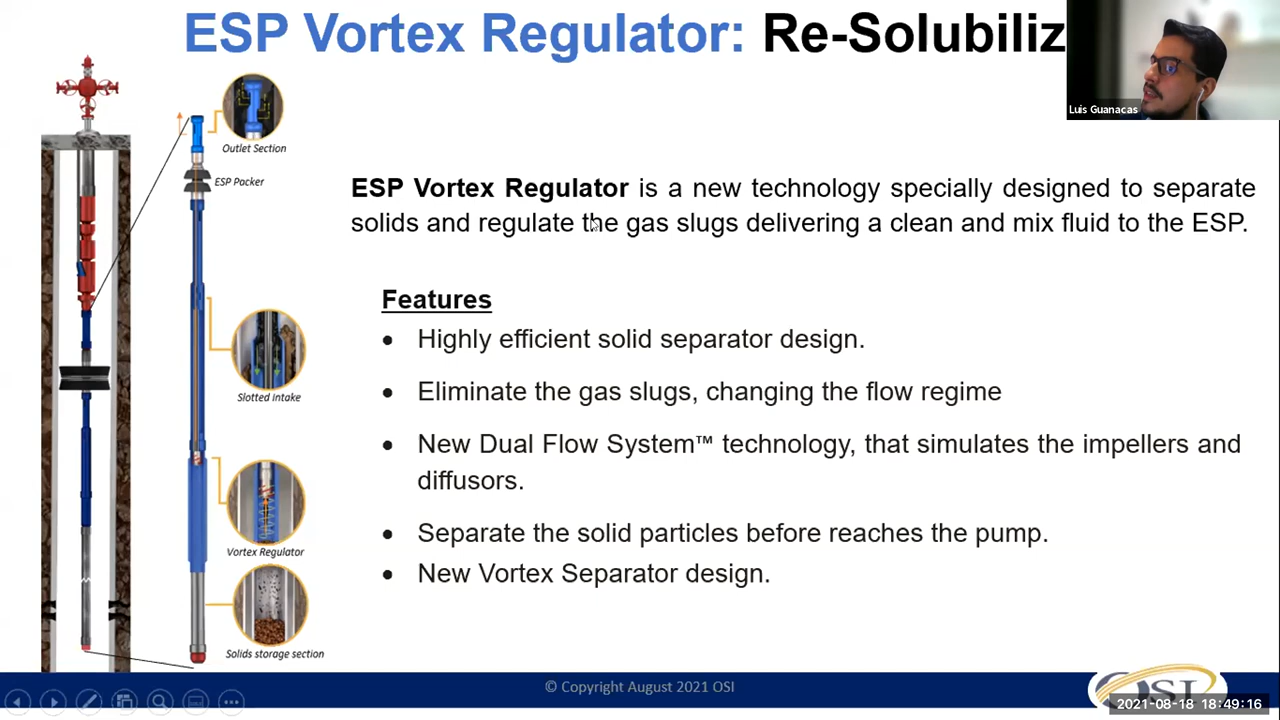 ESP Vortex Regulator: Re-Solubiliz
Luis Guanacas
Outlet Section
ESP Packer
ESP Vortex Regulator is a new technology specially designed to separate
solids and regulate the gas slugs delivering a clean and mix fluid to the ESP.
Features
• Highly efficient solid separator design.
• Eliminate the gas slugs, changing the flow regime
• New Dual Flow System™ technology, that simulates the impellers and
diffusors.
• Separate the solid particles before reaches the pump.
• New Vortex Separator design.
Slotted Intake
Vortex Regulator
Solids storage section
© Copyright August 2021 OSI
OSI
2021-08-18 18:49:16